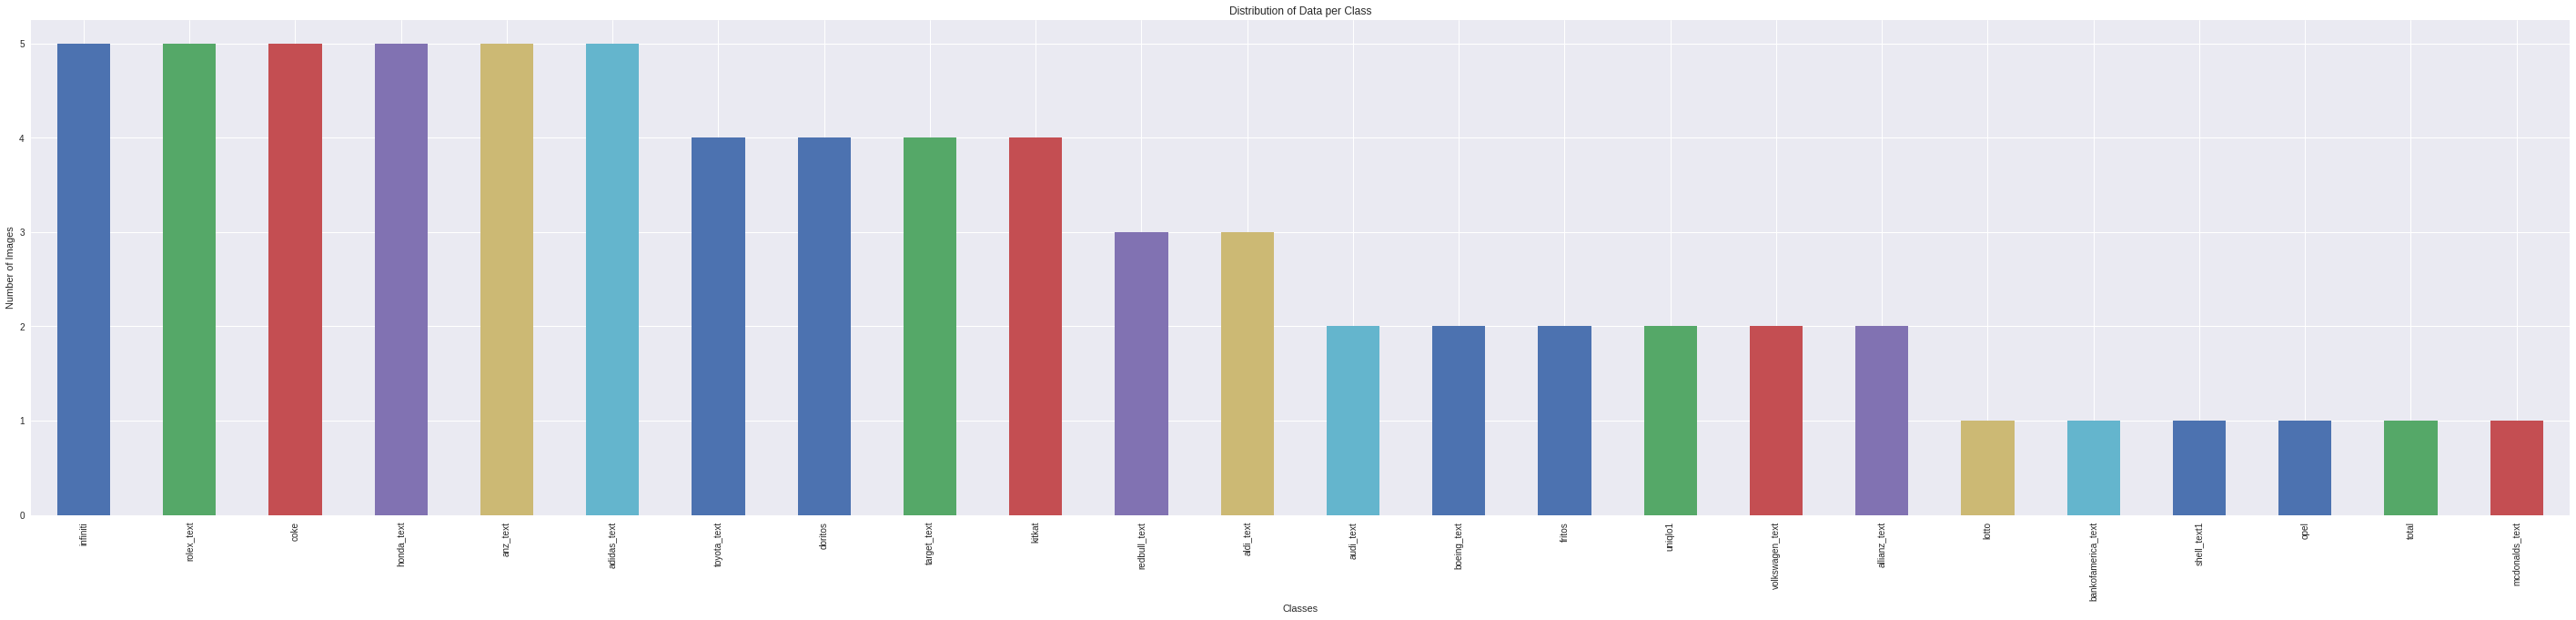 Distribution of Data per Class
Number of Images
5
4
3
2
1
0
infiniti
rolex_text
coke
honda_text
anz_text
adidas_text
toyota_text
doritos
target_text
kitkat
redbull_text
aldi_text
audi_text
boeing_text
fritos
uniqlo1
volkswagen_text
allianz_text
lotto
bankofamerica_text
shell_text1
opel
total
mcdonalds_text
Classes